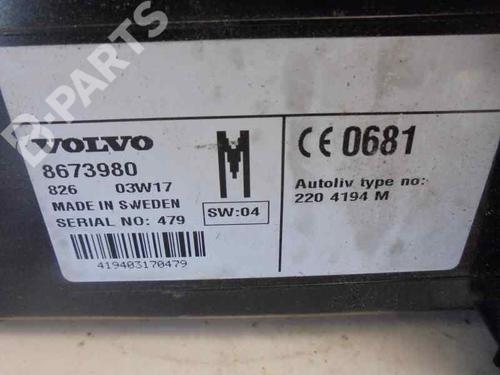 B-PARTS
VOLVO
8673980
826 03W17
MADE IN SWEDEN
SERIAL NO: 479
SW:04
419403170479
CE 0681
Autoliv type no:
220 4194 M